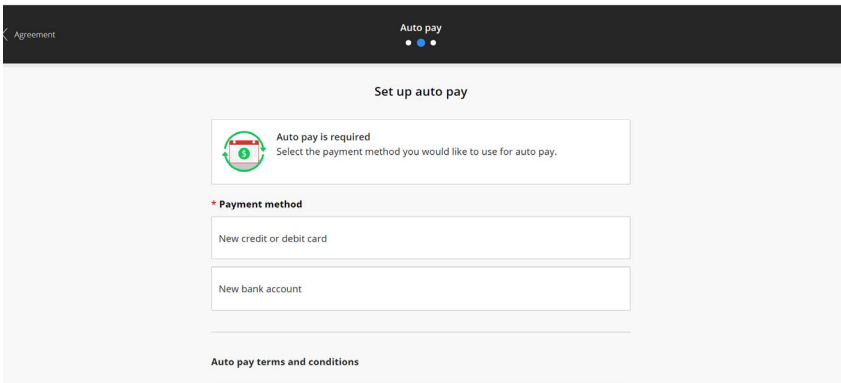 Agreement
Auto pay
Set up auto pay
Auto pay is required
Select the payment method you would like to use for auto pay.
* Payment method
New credit or debit card
New bank account
Auto pay terms and conditions